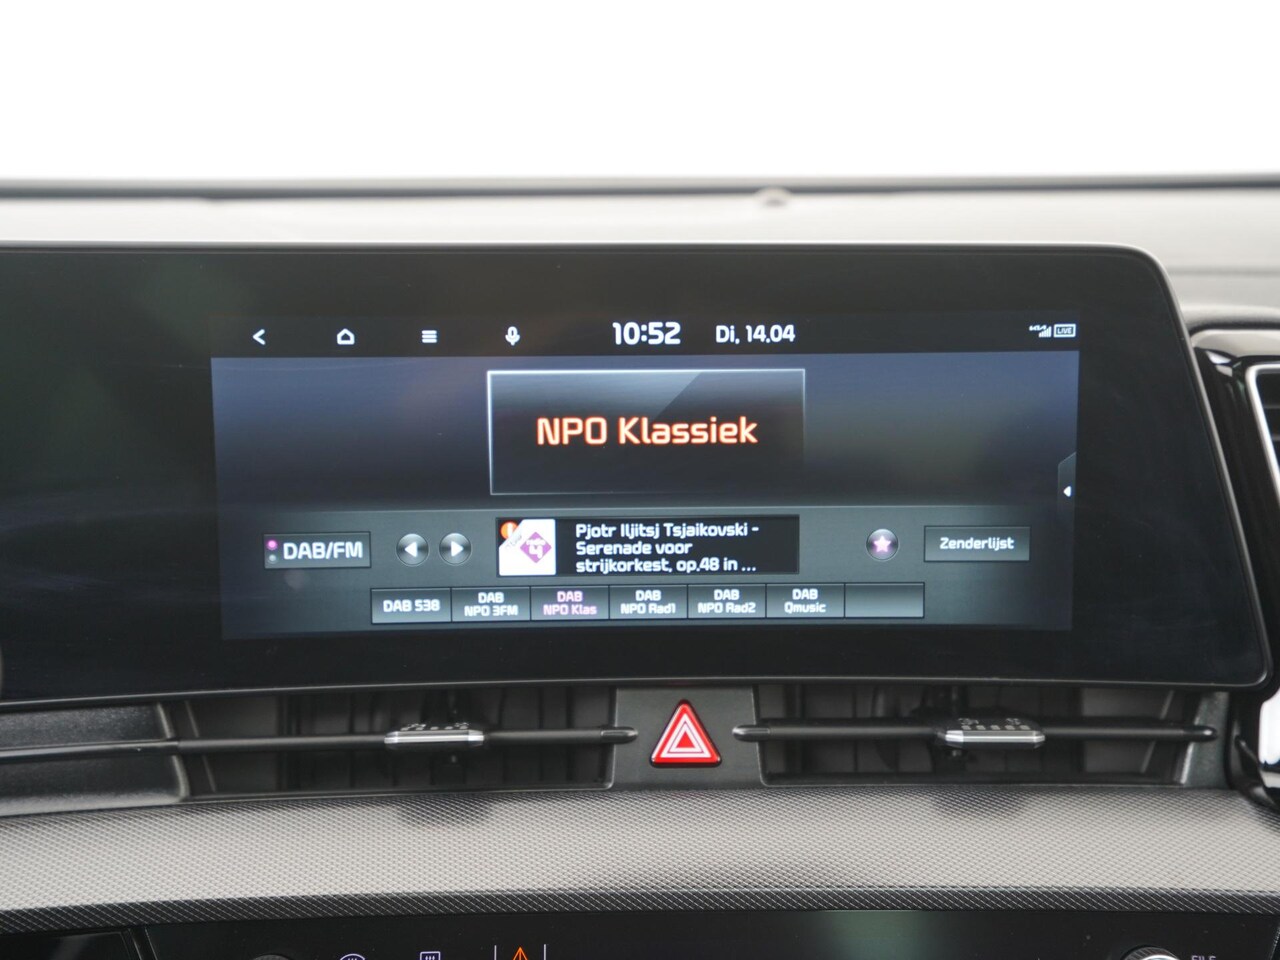 10:52 Di, 14.04
LIVE
NPO Klassiek
DAB/FM
Pjotr Iljitsj Tsjaikovski -
Serenade voor
strijkorkest, op.48 in ...
Zenderlijst
DAB 538
DAB
NPO 3FM
DAB
NPO Klas
DAB
NPO Rad1
DAB
NPO Rad2
DAB
Qmusic